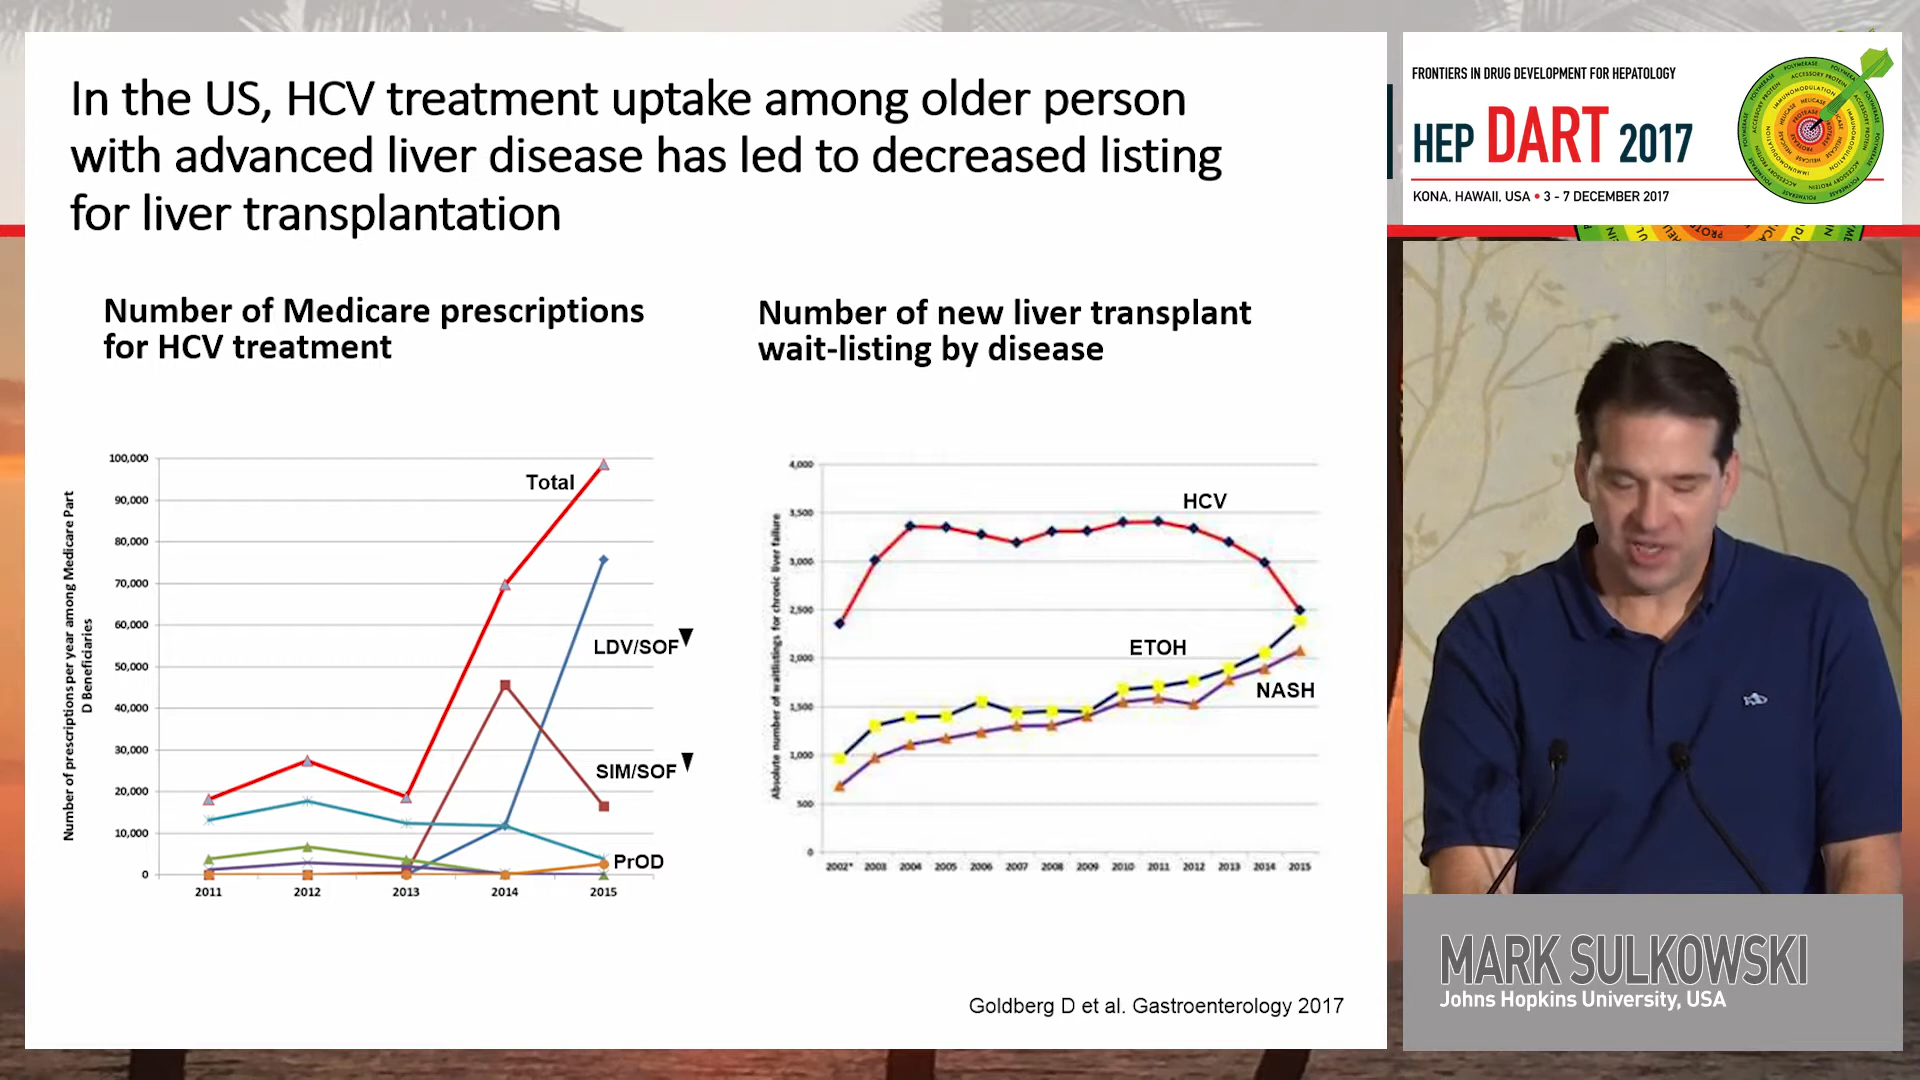 In the US, HCV treatment uptake among older person
with advanced liver disease has led to decreased listing
for liver transplantation
Number of Medicare prescriptions
for HCV treatment
Number of prescriptions per year among Medicare Part
D Beneficiaries
100,000
90,000
80,000
70,000
60,000
50,000
40,000
30,000
20,000
10,000
0
2011 2012 2013 2014 2015
Total
LDV/SOF
SIM/SOF
PrOD
Number of new liver transplant
wait-listing by disease
Absolute number of waitlistings for chronic liver failure
4,000
3,500
3,000
2,500
2,000
1,500
1,000
500
0
2002* 2003 2004 2005 2006 2007 2008 2009 2010 2011 2012 2013 2014 2015
HCV
ETOH
NASH
Goldberg D et al. Gastroenterology 2017
FRONTIERS IN DRUG DEVELOPMENT FOR HEPATOLOGY
HEP DART 2017
KONA, HAWAII, USA • 3 - 7 DECEMBER 2017
MARK SULKOWSKI
Johns Hopkins University, USA